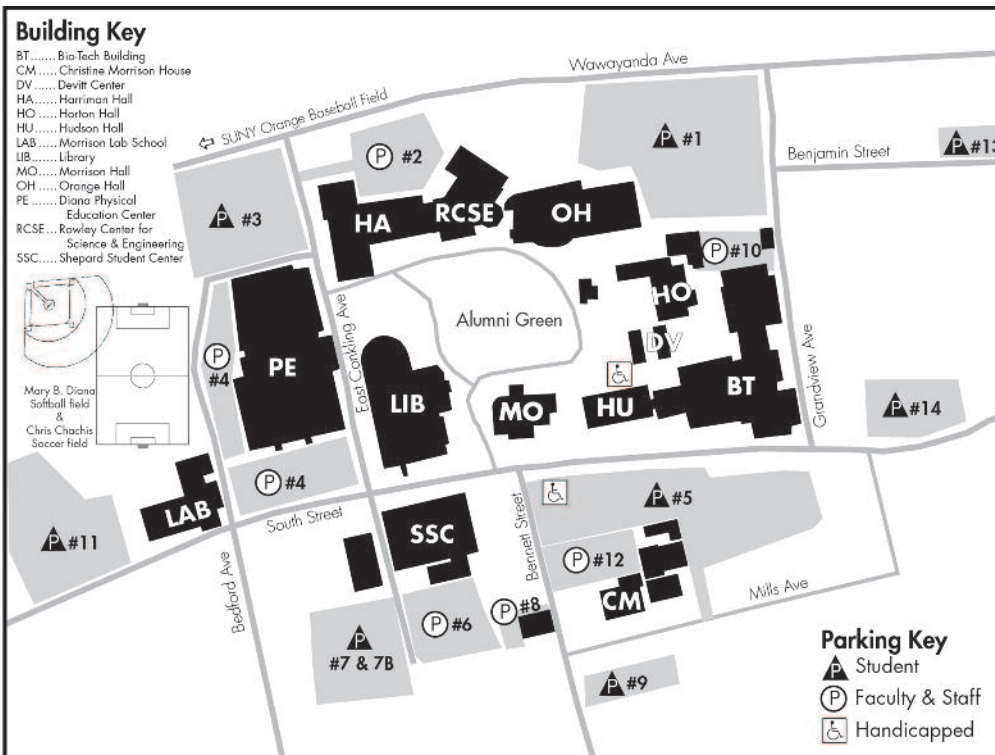 Building Key
BT....... Bio-Tech Building
CM ..... Christine Morrison House
DV ...... Devitt Center
HA....... Harriman Hall
HO ...... Horton Hall
HU....... Hudson Hall
LAB ..... Morrison Lab School
LIB....... Library
MO...... Morrison Hall
OH ...... Orange Hall
PE ....... Diana Physical
Education Center
RCSE... Rowley Center for
Science & Engineering
SSC..... Shepard Student Center
SUNY Orange Baseball Field
Wawayanda Ave
Benjamin Street
P #13
P #1
P #2
P #3
HA
RCSE
OH
P #10
HO
East Conkling Ave
Alumni Green
Grandview Ave
DV
P #4
PE
LIB
MO
HU
BT
P #14
Mary B. Diana
Softball field
&
Chris Chachis
Soccer field
P #4
South Street
LAB
P #11
Bedford Ave
SSC
Bennett Street
P #5
P #12
CM
Mills Ave
P #8
P #6
P
#7 & 7B
P #9
Parking Key
P Student
P Faculty & Staff
Handicapped